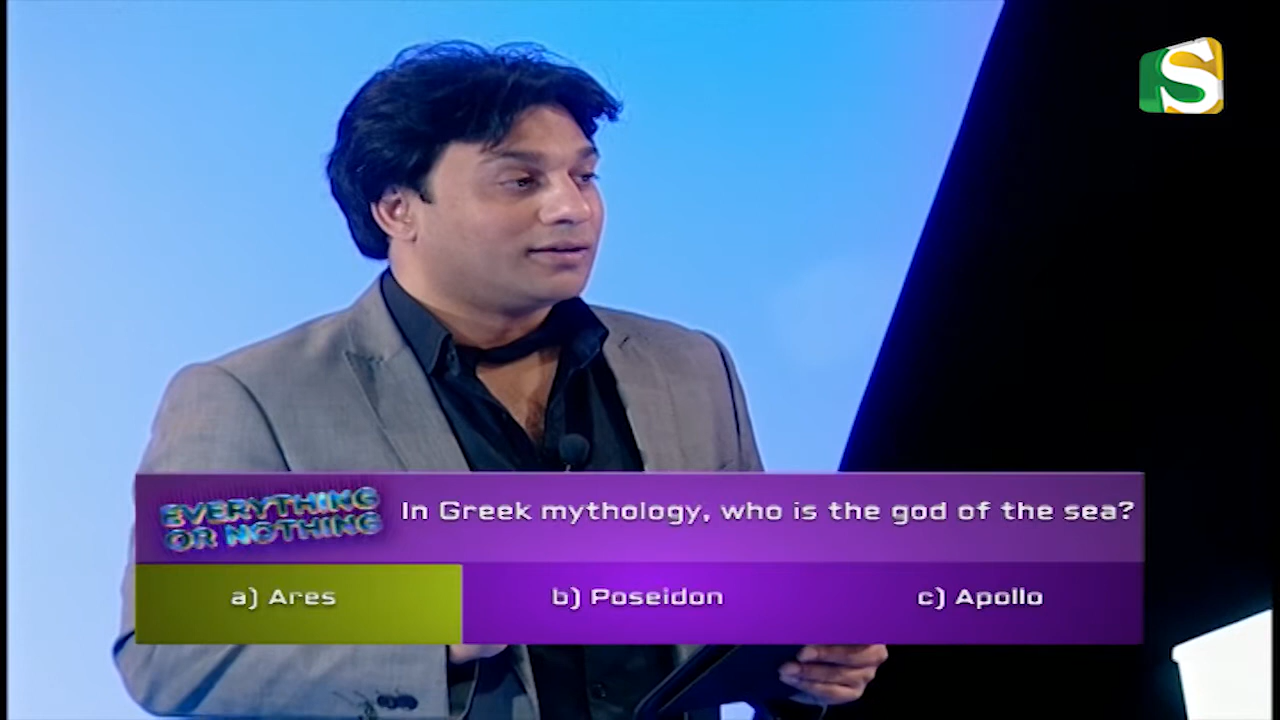 S
EVERYTHING
OR NOTHING
In Greek mythology, who is the god of the sea?
a) Ares
b) Poseidon
c) Apollo